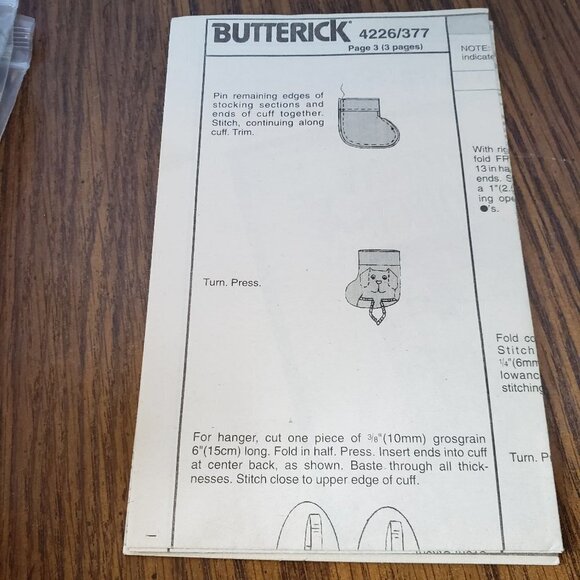 BUTTERICK® 4226/377
Page 3 (3 pages)
Pin remaining edges of
stocking sections and
ends of cuff together.
Stitch, continuing along
cuff. Trim.
Turn. Press.
For hanger, cut one piece of 3/8"(10mm) grosgrain
6"(15cm) long. Fold in half. Press. Insert ends into cuff
at center back, as shown. Baste through all thick-
nesses. Stitch close to upper edge of cuff.
NOTE:
indicate
With
fold
13 in
ends.
a 1"
ing
●'s.
Fold
Stitch
1/4"(6mm
lowanc
stitching
Turn.